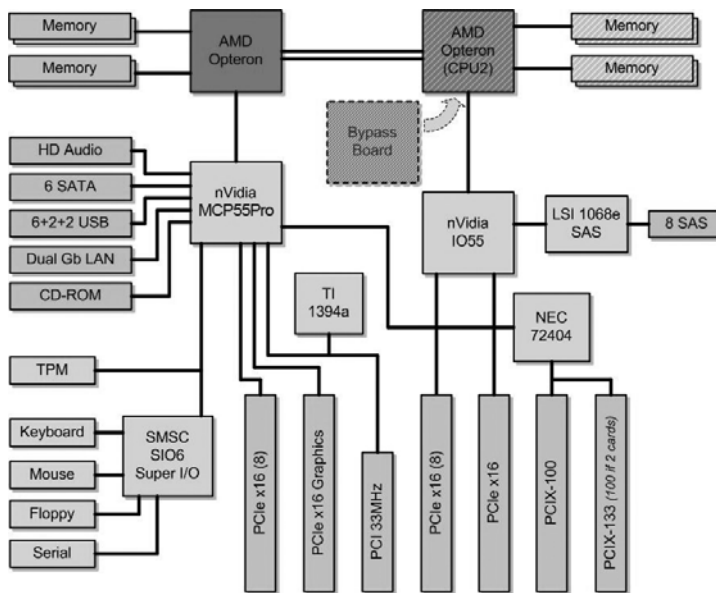 Memory
Memory
AMD
Opteron
AMD
Opteron
(CPU2)
Memory
Memory
Bypass
Board
HD Audio
6 SATA
6+2+2 USB
Dual Gb LAN
CD-ROM
nVidia
MCP55Pro
nVidia
IO55
LSI 1068e
SAS
8 SAS
TI
1394a
NEC
72404
TPM
Keyboard
Mouse
Floppy
Serial
SMSC
SIO6
Super I/O
PCIe x16 (8)
PCIe x16 Graphics
PCI 33MHz
PCIe x16 (8)
PCIe x16
PCIX-100
PCIX-133 (100 if 2 cards)